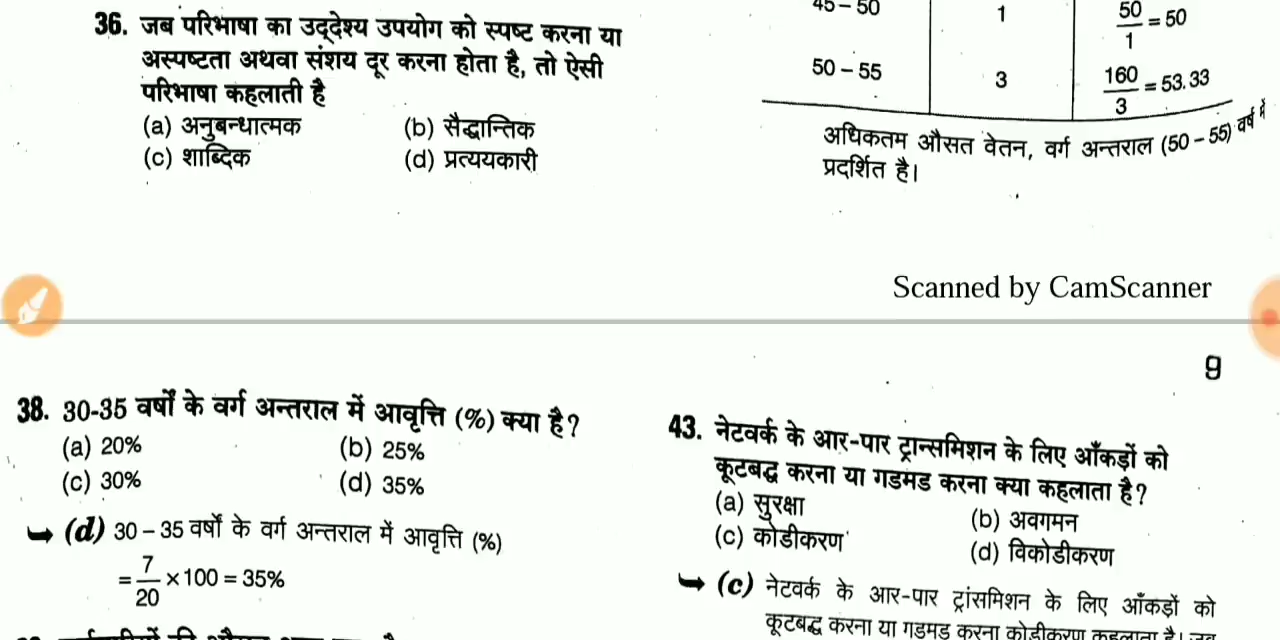 36. जब परिभाषा का उद्देश्य उपयोग को स्पष्ट करना या
अस्पष्टता अथवा संशय दूर करना होता है, तो ऐसी
परिभाषा कहलाती है
(a) अनुबन्धात्मक (b) सैद्धान्तिक
(c) शाब्दिक (d) प्रत्ययकारी
45 – 50 1 50/1 = 50
50 – 55 3 160/3 = 53.33
अधिकतम औसत वेतन, वर्ग अन्तराल (50 – 55) वर्ष में
प्रदर्शित है।
Scanned by CamScanner
9
38. 30-35 वर्षों के वर्ग अन्तराल में आवृत्ति (%) क्या है?
(a) 20% (b) 25%
(c) 30% (d) 35%
(d) 30 – 35 वर्षों के वर्ग अन्तराल में आवृत्ति (%)
= 7/20 × 100 = 35%
43. नेटवर्क के आर-पार ट्रान्समिशन के लिए आँकड़ों को
कूटबद्ध करना या गडमड करना क्या कहलाता है?
(a) सुरक्षा (b) अवगमन
(c) कोडीकरण (d) विकोडीकरण
(c) नेटवर्क के आर-पार ट्रांसमिशन के लिए आँकड़ों को
कूटबद्ध करना या गडमड करना कोडीकरण कहलाता है। जब